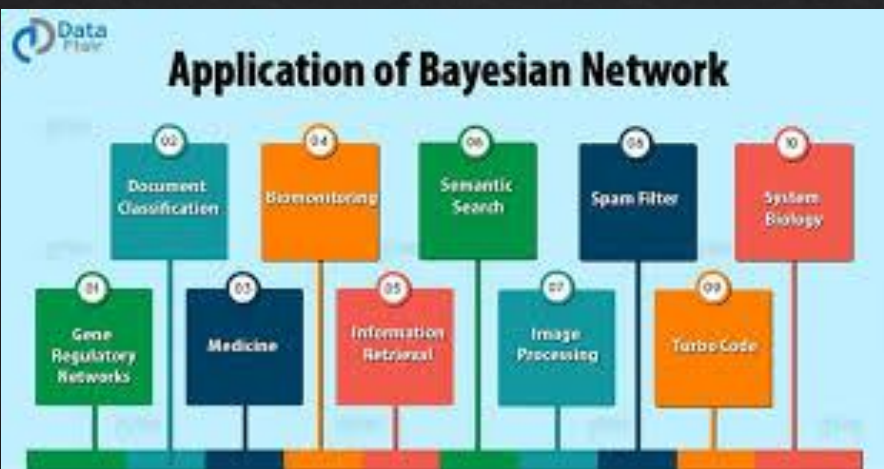 Data
Flair
Application of Bayesian Network
01
Gene
Regulatory
Networks
02
Document
Classification
03
Medicine
04
Biomonitoring
05
Information
Retrieval
06
Semantic
Search
07
Image
Processing
08
Spam Filter
09
Turbo Code
10
System
Biology